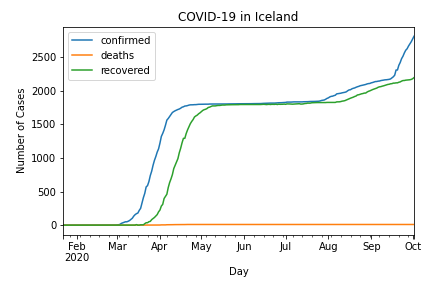 COVID-19 in Iceland
confirmed
deaths
recovered
Number of Cases
2500
2000
1500
1000
500
0
Feb Mar Apr May Jun Jul Aug Sep Oct
2020
Day